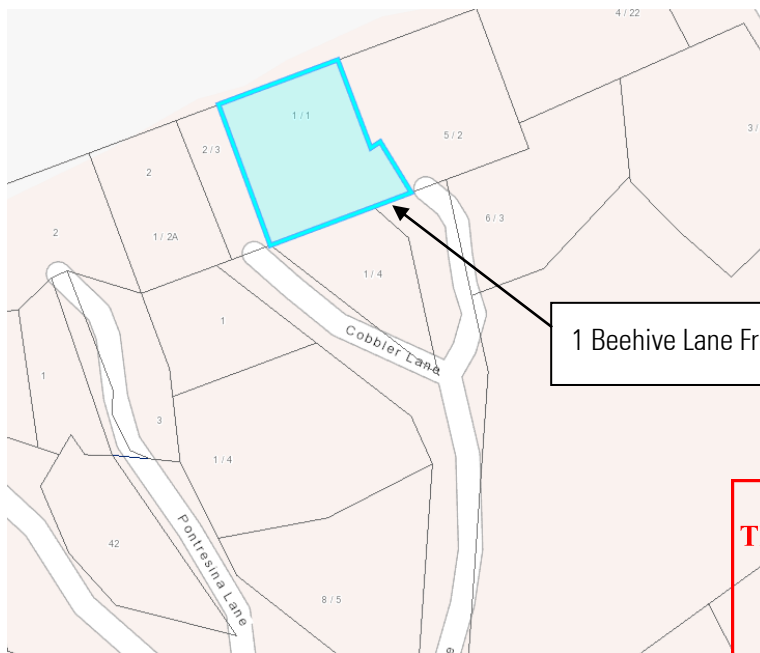 4 / 22
1 / 1
2 / 3
5 / 2
3 /
2
2
1 / 2A
6 / 3
1 / 4
1
1 Beehive Lane Fr
Cobbler Lane
1
3
1 / 4
T
42
Pontresina Lane
8 / 5
e